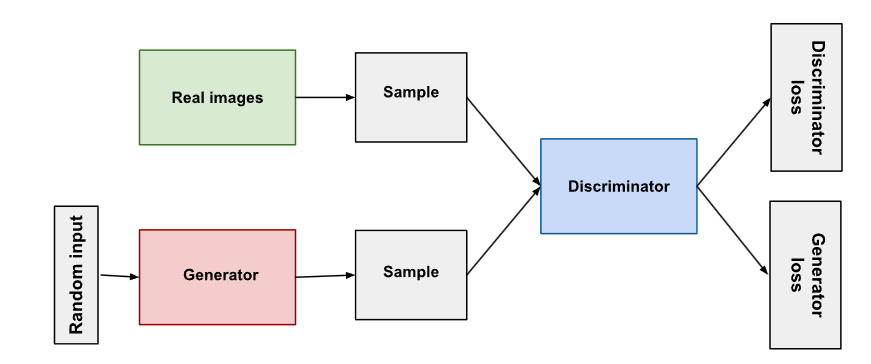 Real images
Sample
Discriminator
loss
Discriminator
Random input
Generator
Sample
Generator
loss